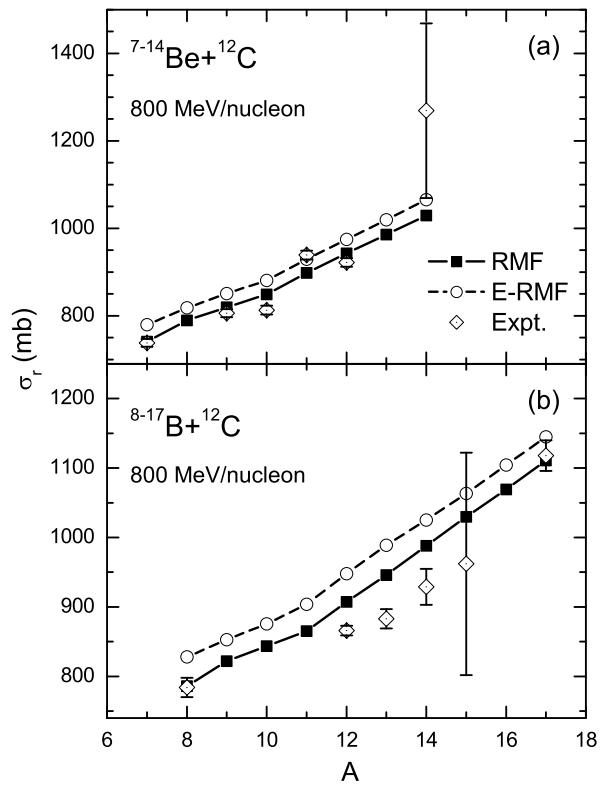 1400
1200
1000
800
⁷⁻¹⁴Be+¹²C
(a)
800 MeV/nucleon
RMF
E-RMF
Expt.
σᵣ (mb)
1200
1100
1000
900
800
⁸⁻¹⁷B+¹²C
(b)
800 MeV/nucleon
6 8 10 12 14 16 18
A